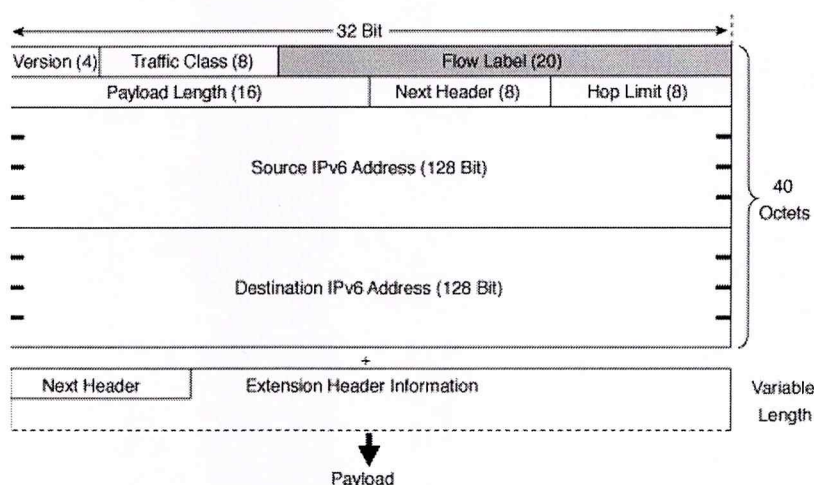 32 Bit
Version (4) Traffic Class (8) Flow Label (20)
Payload Length (16) Next Header (8) Hop Limit (8)
Source IPv6 Address (128 Bit)
40
Octets
Destination IPv6 Address (128 Bit)
+
Next Header Extension Header Information
Variable
Length
Payload